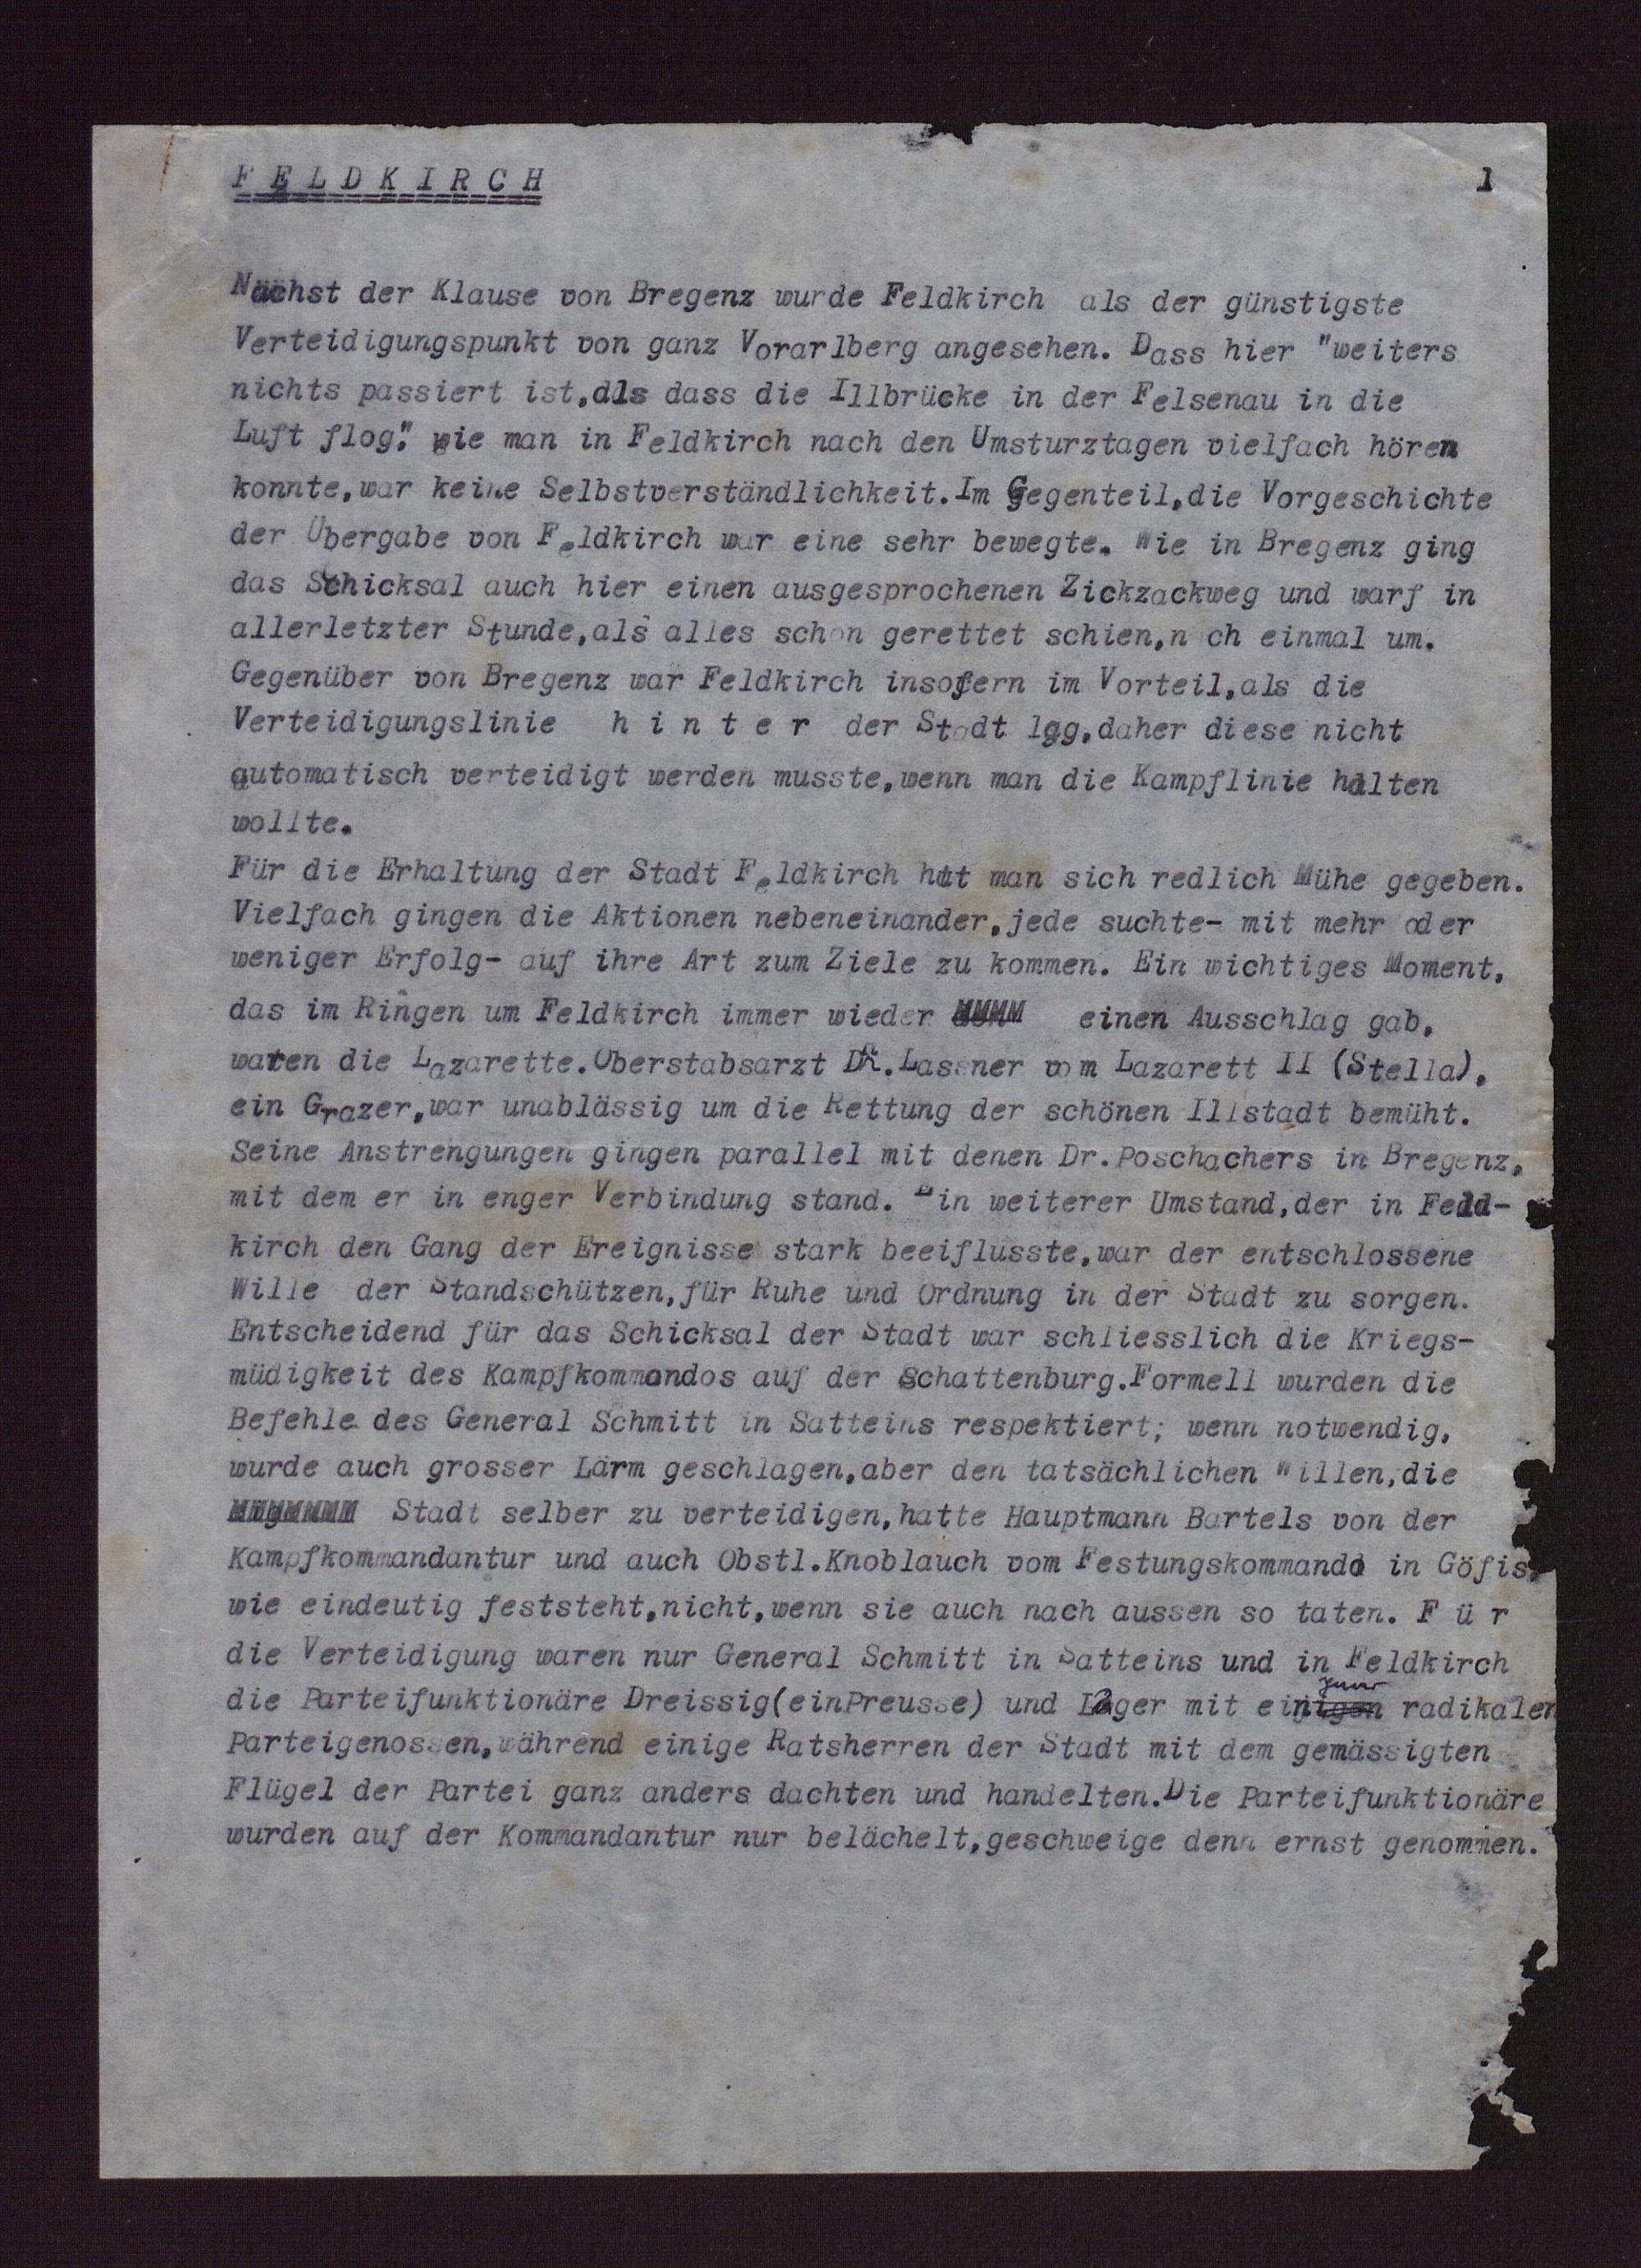 F E L D K I R C H
1
Nächst der Klause von Bregenz wurde Feldkirch als der günstigste
Verteidigungspunkt von ganz Vorarlberg angesehen. Dass hier "weiters
nichts passiert ist,als dass die Illbrücke in der Felsenau in die
Luft flog", wie man in Feldkirch nach den Umsturztagen vielfach hören
konnte,war keine Selbstverständlichkeit.Im Gegenteil,die Vorgeschichte
der Übergabe von Feldkirch war eine sehr bewegte. Wie in Bregenz ging
das Schicksal auch hier einen ausgesprochenen Zickzackweg und warf in
allerletzter Stunde,als alles schon gerettet schien,noch einmal um.
Gegenüber von Bregenz war Feldkirch insofern im Vorteil,als die
Verteidigungslinie h i n t e r der Stadt lag,daher diese nicht
automatisch verteidigt werden musste,wenn man die Kampflinie halten
wollte.
Für die Erhaltung der Stadt Feldkirch hat man sich redlich Mühe gegeben.
Vielfach gingen die Aktionen nebeneinander,jede suchte- mit mehr oder
weniger Erfolg- auf ihre Art zum Ziele zu kommen. Ein wichtiges Moment,
das im Ringen um Feldkirch immer wieder einen Ausschlag gab,
waren die Lazarette.Oberstabsarzt Dr.Lassner vom Lazarett II (Stella),
ein Grazer,war unablässig um die Rettung der schönen Illstadt bemüht.
Seine Anstrengungen gingen parallel mit denen Dr.Poschachers in Bregenz,
mit dem er in enger Verbindung stand. Ein weiterer Umstand,der in Feld-
kirch den Gang der Ereignisse stark beeiflusste,war der entschlossene
Wille der Standschützen,für Ruhe und Ordnung in der Stadt zu sorgen.
Entscheidend für das Schicksal der Stadt war schliesslich die Kriegs-
müdigkeit des Kampfkommandos auf der Schattenburg.Formell wurden die
Befehle des General Schmitt in Satteins respektiert; wenn notwendig,
wurde auch grosser Lärm geschlagen,aber den tatsächlichen Willen,die
Stadt selber zu verteidigen,hatte Hauptmann Bartels von der
Kampfkommandantur und auch Obstl.Knoblauch vom Festungskommando in Göfis,
wie eindeutig feststeht,nicht,wenn sie auch nach aussen so taten. F ü r
die Verteidigung waren nur General Schmitt in Satteins und in Feldkirch
die Parteifunktionäre Dreissig(einPreusse) und Lager mit einigen radikalen
Parteigenossen,während einige Ratsherren der Stadt mit dem gemässigten
Flügel der Partei ganz anders dachten und handelten.Die Parteifunktionäre
wurden auf der Kommandantur nur belächelt,geschweige denn ernst genommen.